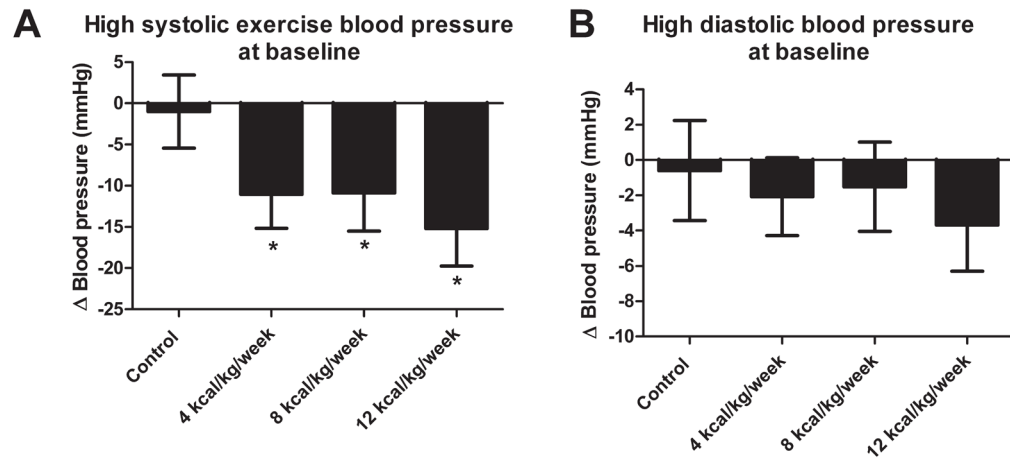 A
High systolic exercise blood pressure
at baseline
Δ Blood pressure (mmHg)
5
0
-5
-10
-15
-20
-25
*
*
*
Control
4 kcal/kg/week
8 kcal/kg/week
12 kcal/kg/week
B
High diastolic blood pressure
at baseline
Δ Blood pressure (mmHg)
4
2
0
-2
-4
-6
-8
-10
Control
4 kcal/kg/week
8 kcal/kg/week
12 kcal/kg/week